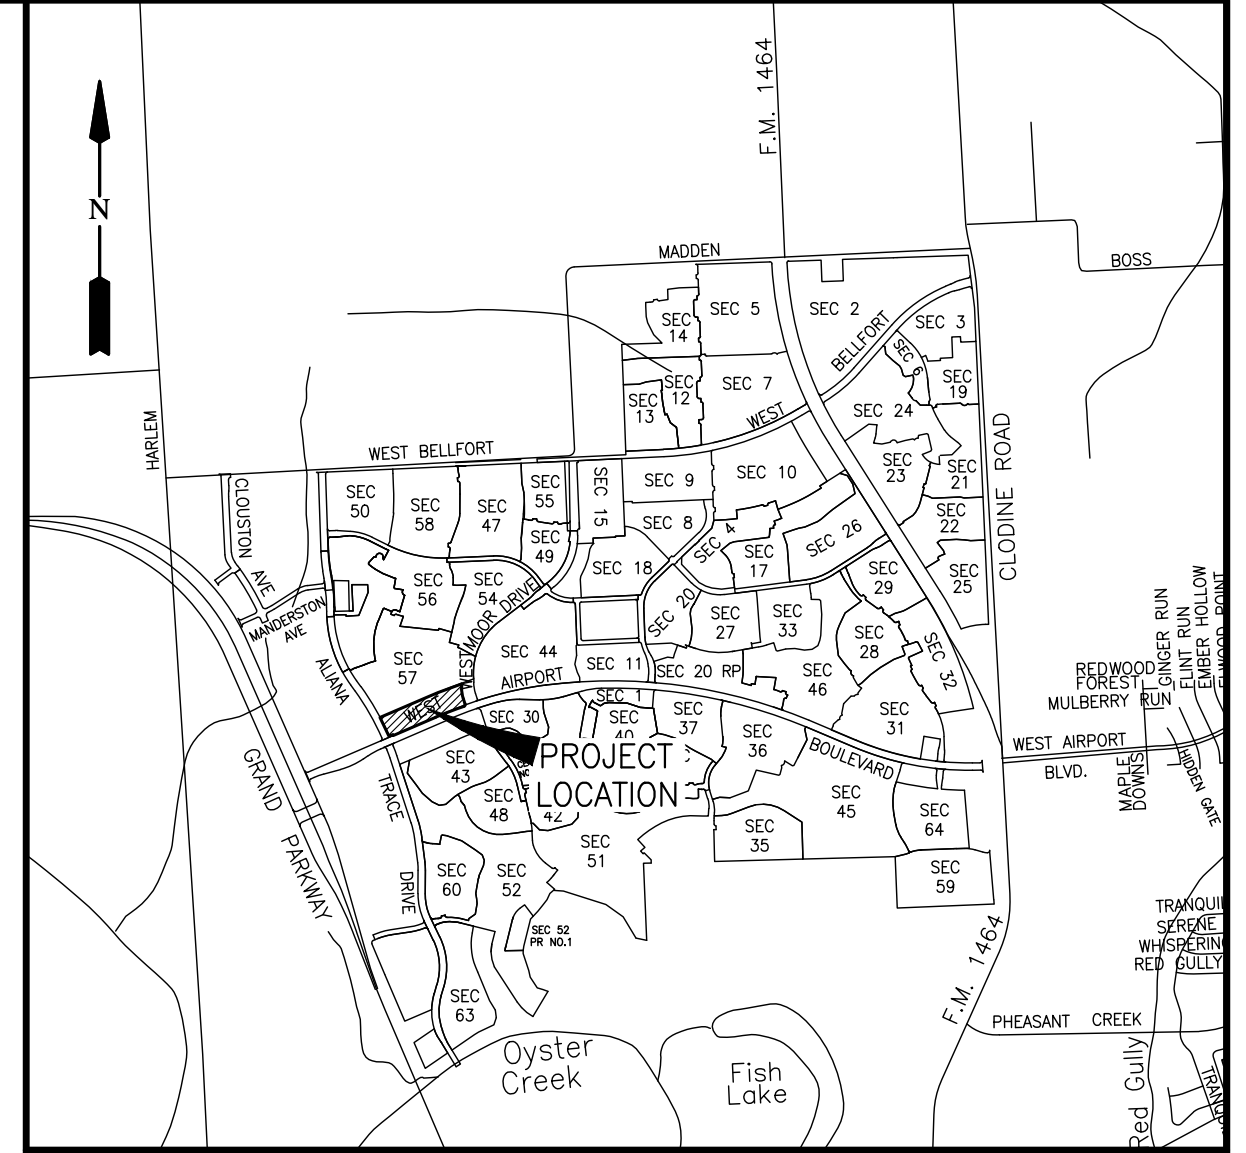 F.M. 1464
N
MADDEN
BOSS
SEC 5
SEC 2
BELLFORT
SEC 3
SEC
14
SEC 6
SEC
19
SEC 7
SEC
12
SEC
13
WEST
SEC 24
HARLEM
WEST BELLFORT
CLODINE ROAD
SEC
23
SEC
21
SEC
22
SEC
25
SEC 10
SEC 9
SEC 15
SEC 8
SEC 4
SEC
17
SEC 26
SEC
29
SEC
50
SEC
58
SEC
47
SEC
55
SEC
49
SEC 18
CLOUSTON
AVE
MANDERSTON
AVE
SEC
56
SEC
54
WESTMOOR DRIVE
SEC 20
SEC
27
SEC
33
SEC
28
SEC 32
ALIANA
SEC
57
SEC 44
AIRPORT
SEC 11
SEC 20 RP
SEC
46
SEC
31
WEST
SEC 30
SEC 1
SEC
40
SEC
37
SEC
36
BOULEVARD
REDWOOD
FOREST
MULBERRY RUN
GINGER RUN
FLINT RUN
EMBER HOLLOW
ELWOOD POINT
WEST AIRPORT
BLVD.
MAPLE
DOWNS
HIDDEN GATE
PROJECT
LOCATION
GRAND
PARKWAY
TRACE
DRIVE
SEC
43
SEC
48
42
SEC
51
SEC
35
SEC
45
SEC
64
SEC
59
SEC
60
SEC
52
SEC 52
PR NO.1
SEC
63
F.M. 1464
TRANQUI
SERENE
WHISPERIN
RED GULLY
PHEASANT CREEK
Oyster
Creek
Fish
Lake
Red Gully
TRANQU